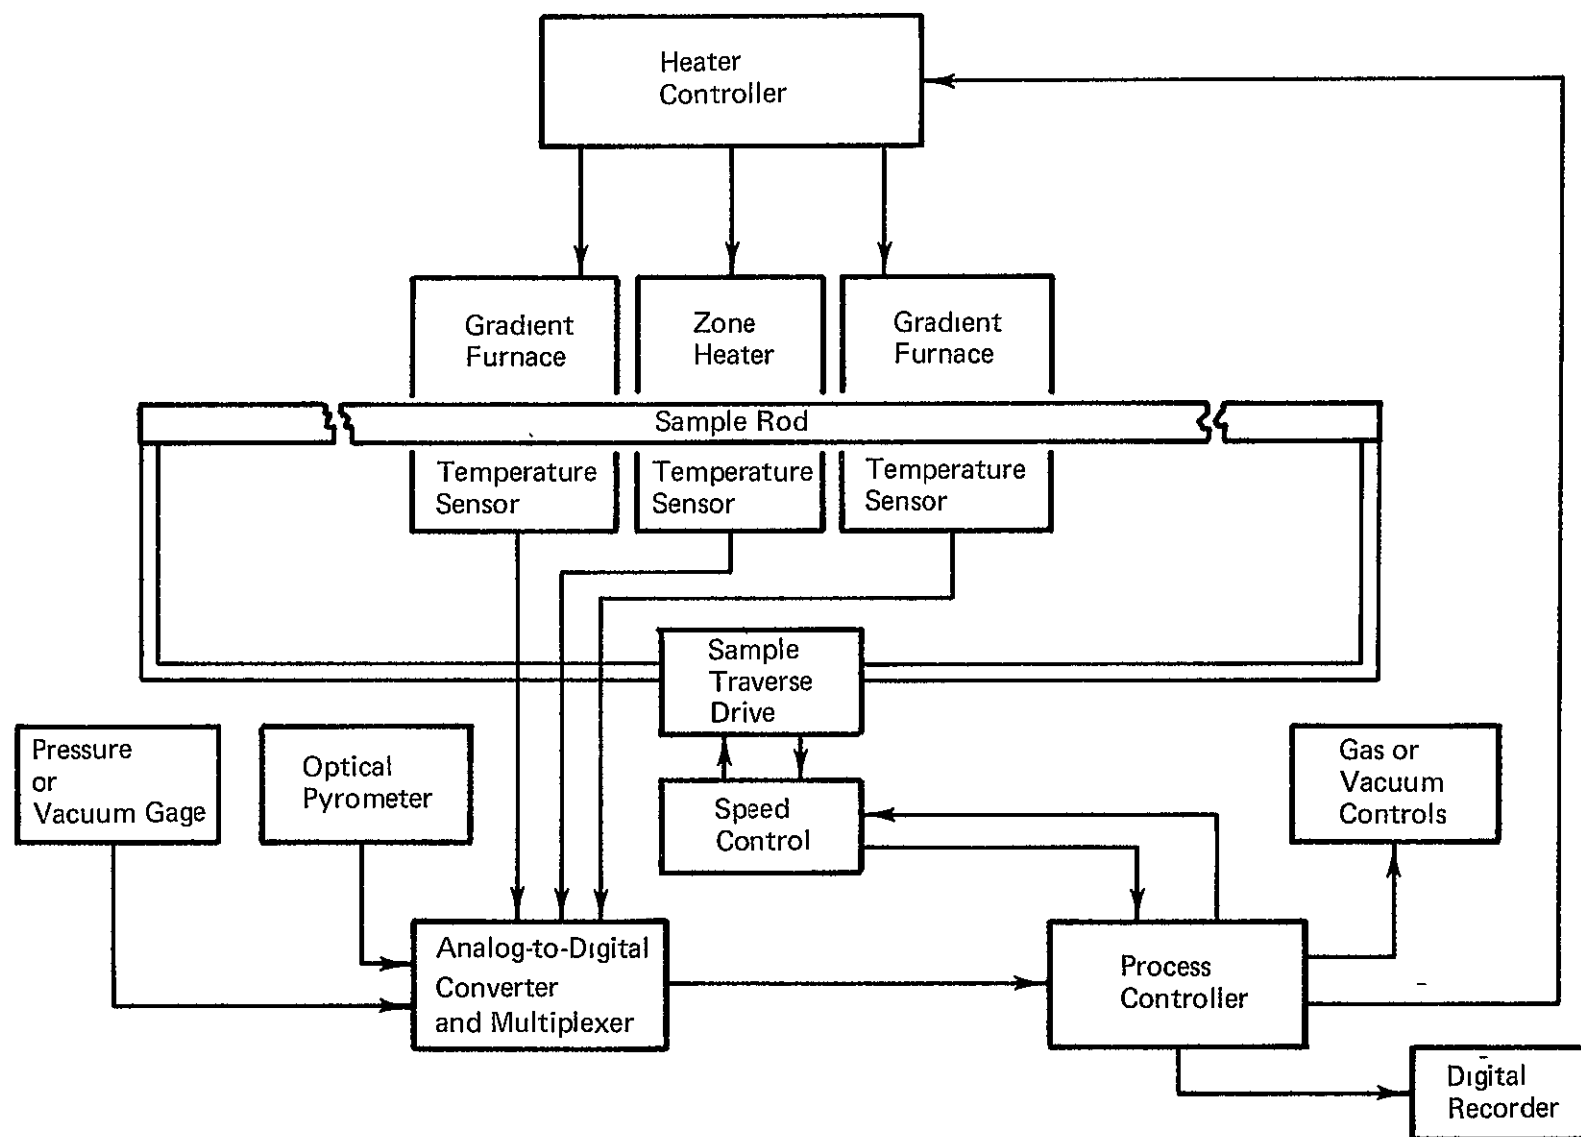 Heater
Controller
Gradient
Furnace
Zone
Heater
Gradient
Furnace
Sample Rod
Temperature
Sensor
Temperature
Sensor
Temperature
Sensor
Sample
Traverse
Drive
Pressure
or
Vacuum Gage
Optical
Pyrometer
Speed
Control
Gas or
Vacuum
Controls
Analog-to-Digital
Converter
and Multiplexer
Process
Controller
Digital
Recorder